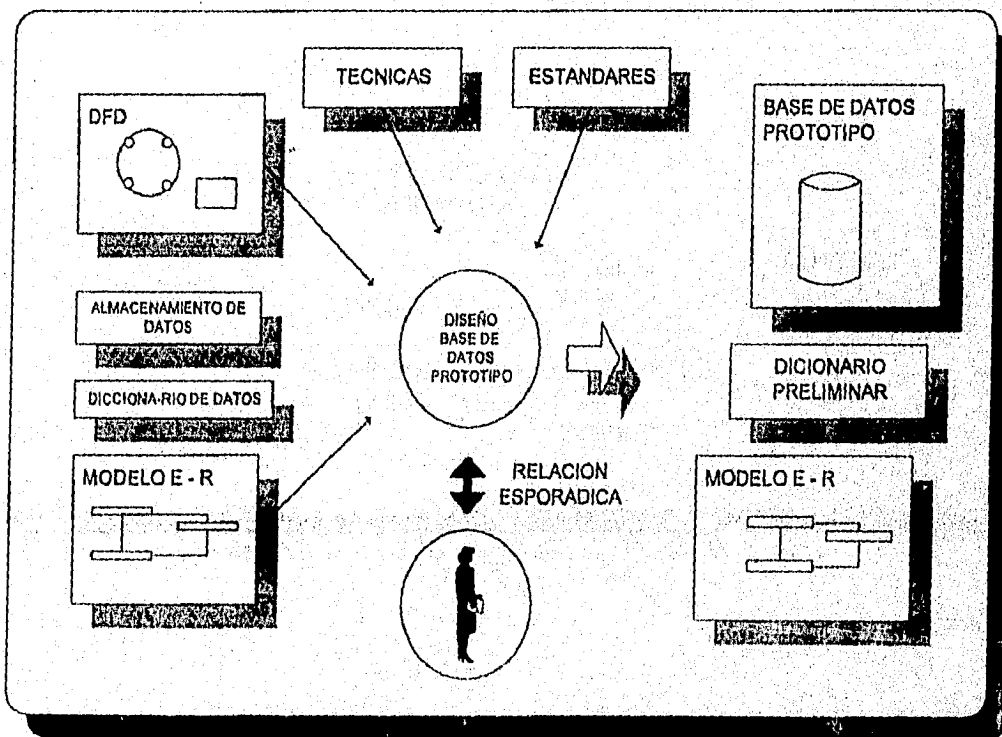 TECNICAS
ESTANDARES
DFD
BASE DE DATOS
PROTOTIPO
ALMACENAMIENTO DE
DATOS
DISEÑO
BASE DE
DATOS
PROTOTIPO
DICCIONA-RIO DE DATOS
DICIONARIO
PRELIMINAR
MODELO E - R
RELACION
ESPORADICA
MODELO E - R